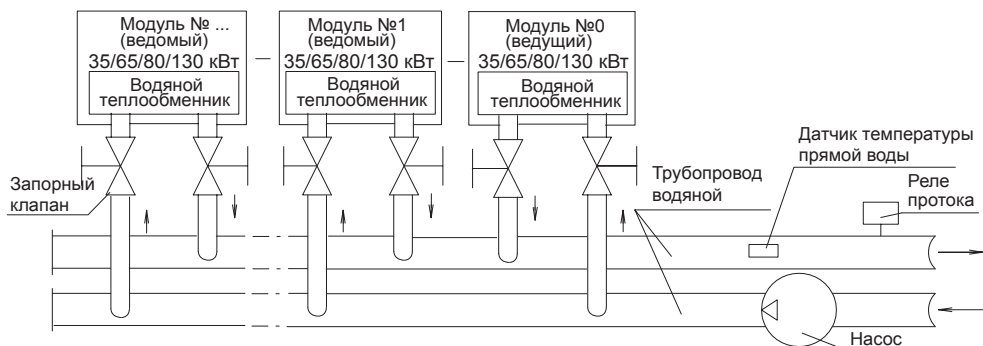 Модуль № ...
(ведомый)
35/65/80/130 кВт
Водяной
теплообменник
Модуль №1
(ведомый)
35/65/80/130 кВт
Водяной
теплообменник
Модуль №0
(ведущий)
35/65/80/130 кВт
Водяной
теплообменник
Запорный
клапан
Трубопровод
водяной
Датчик температуры
прямой воды
Реле
протока
Насос